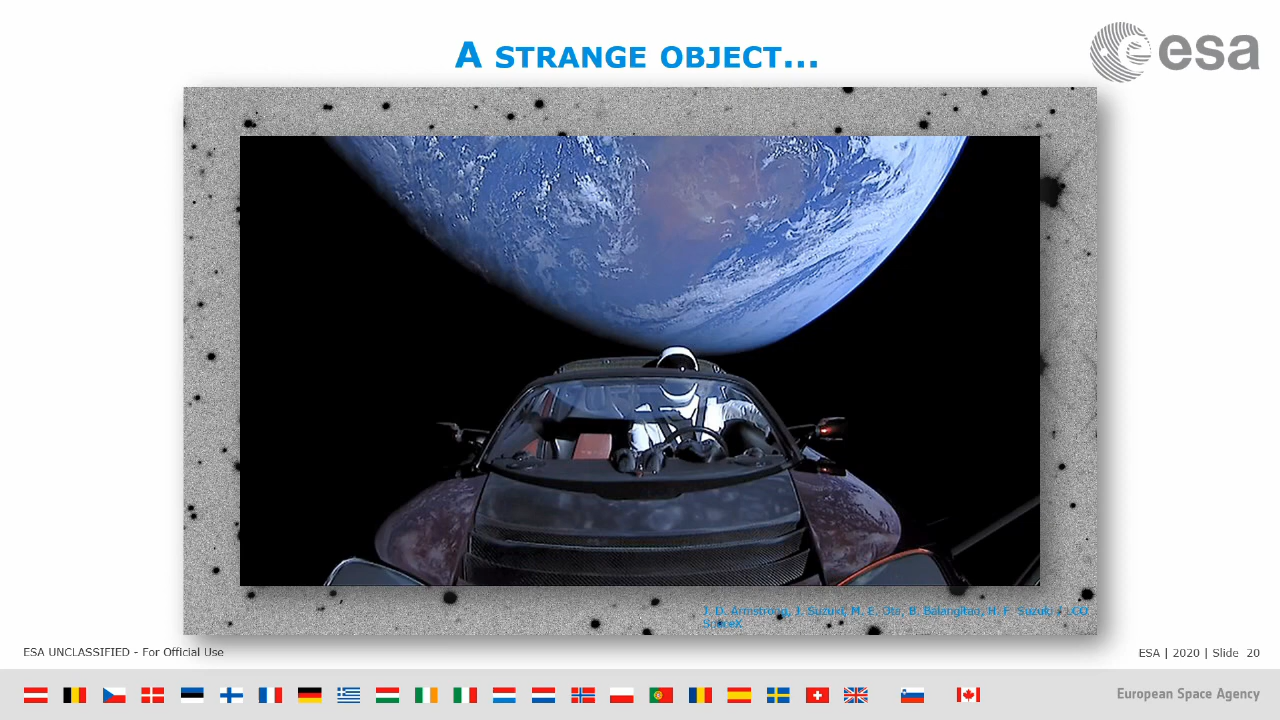 A STRANGE OBJECT...
esa
J. D. Armstrong, J. Suzuki, M. E. Ota, B. Balangitao, H. F. Suzuki / LCO
SpaceX
ESA UNCLASSIFIED - For Official Use
ESA | 2020 | Slide 20
European Space Agency